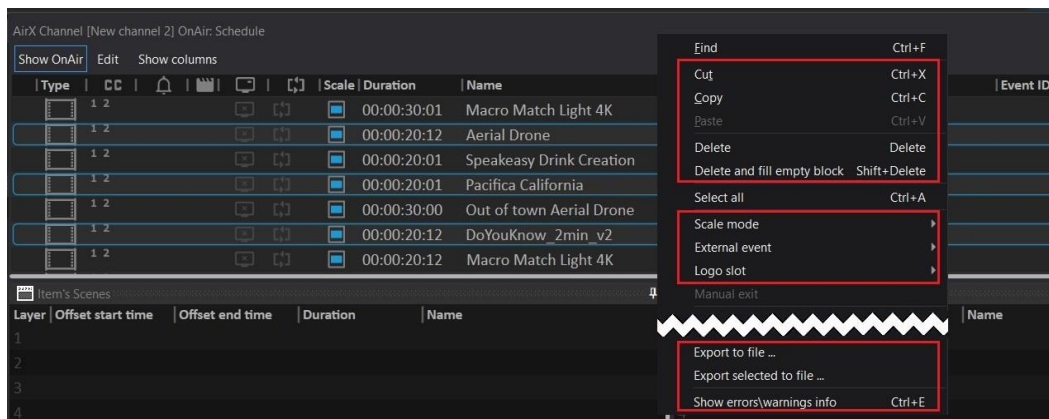 AirX Channel [New channel 2] OnAir: Schedule
Show OnAir Edit Show columns
Type CC Scale Duration Name Event ID
1 2 00:00:30:01 Macro Match Light 4K
1 2 00:00:20:12 Aerial Drone
1 2 00:00:20:01 Speakeasy Drink Creation
1 2 00:00:20:01 Pacifica California
1 2 00:00:30:00 Out of town Aerial Drone
1 2 00:00:20:12 DoYouKnow_2min_v2
1 2 00:00:20:12 Macro Match Light 4K
Item's Scenes
Layer Offset start time Offset end time Duration Name Name
1
2
3
4
Find Ctrl+F
Cut Ctrl+X
Copy Ctrl+C
Paste Ctrl+V
Delete Delete
Delete and fill empty block Shift+Delete
Select all Ctrl+A
Scale mode
External event
Logo slot
Manual exit
Export to file ...
Export selected to file ...
Show errors\warnings info Ctrl+E